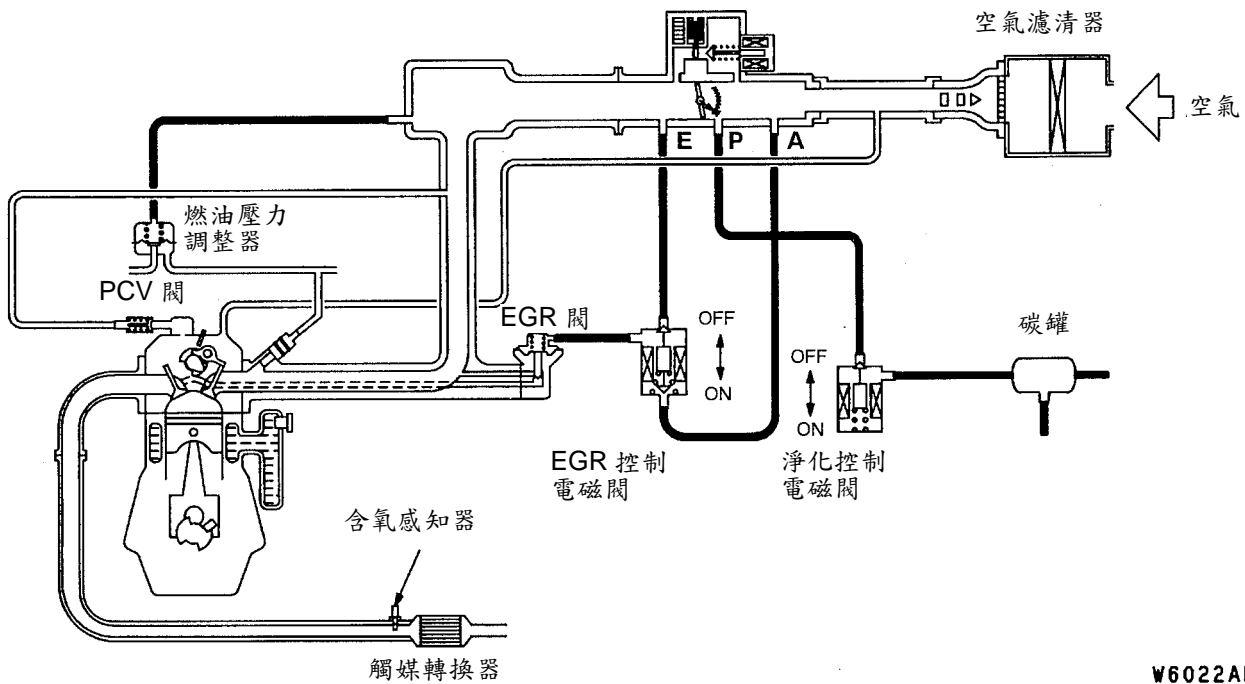 空氣濾清器
空氣
E P A
燃油壓力
調整器
PCV 閥
EGR 閥
OFF
ON
OFF
ON
碳罐
EGR 控制
電磁閥
淨化控制
電磁閥
含氧感知器
觸媒轉換器